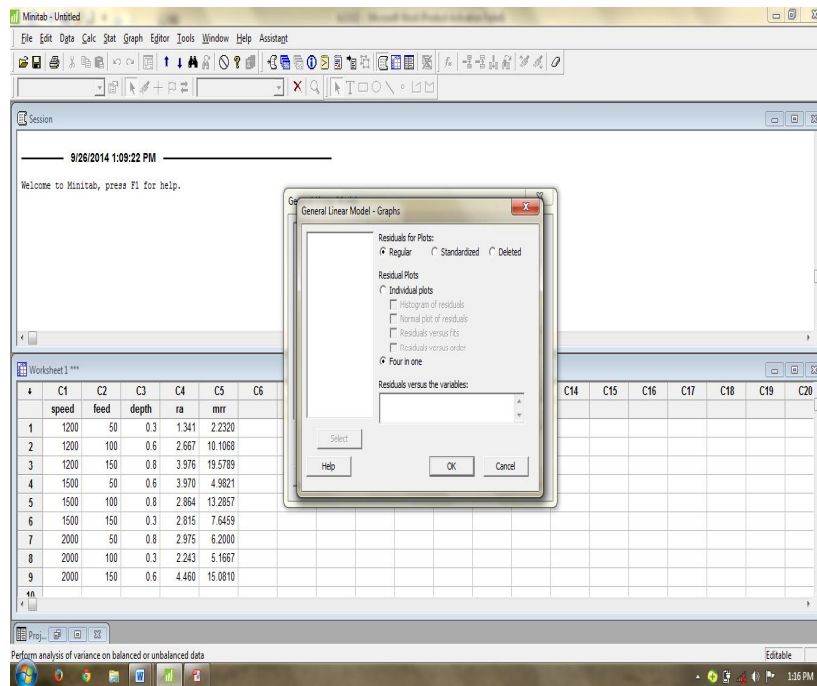 Minitab - Untitled
File Edit Data Calc Stat Graph Editor Tools Window Help Assistant
Session
9/26/2014 1:09:22 PM
Welcome to Minitab, press F1 for help.
General Linear Model - Graphs
Residuals for Plots:
Regular Standardized Deleted
Residual Plots
Individual plots
Histogram of residuals
Normal plot of residuals
Residuals versus fits
Residuals versus order
Four in one
Residuals versus the variables:
Select
Help OK Cancel
Worksheet 1 ***
C1 C2 C3 C4 C5 C6 C14 C15 C16 C17 C18 C19 C20
speed feed depth ra mrr
1 1200 50 0.3 1.341 2.2320
2 1200 100 0.6 2.667 10.1068
3 1200 150 0.8 3.976 19.5789
4 1500 50 0.6 3.970 4.9821
5 1500 100 0.8 2.864 13.2857
6 1500 150 0.3 2.815 7.6459
7 2000 50 0.8 2.975 6.2000
8 2000 100 0.3 2.243 5.1667
9 2000 150 0.6 4.460 15.0810
10
Proj...
Perform analysis of variance on balanced or unbalanced data Editable
1:16 PM